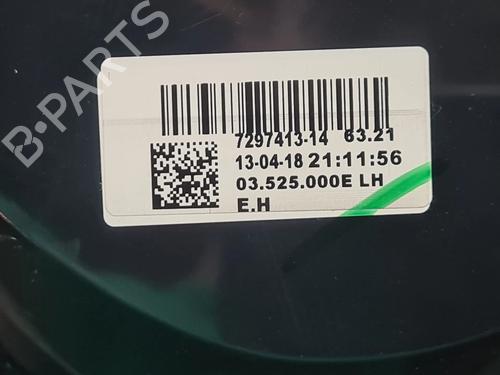 B-PARTS
7297413-14 63.21
13-04-18 21:11:56
03.525.000E LH
E.H